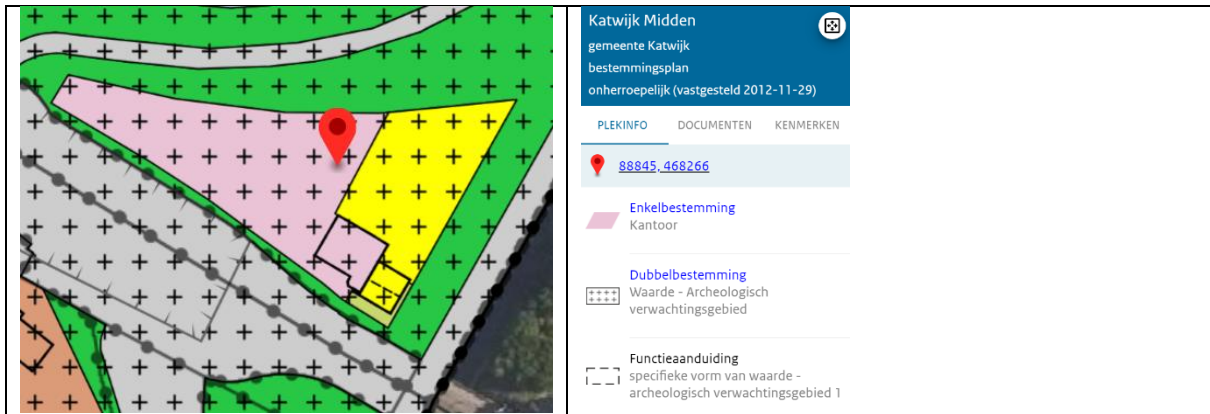 Katwijk Midden
gemeente Katwijk
bestemmingsplan
onherroepelijk (vastgesteld 2012-11-29)
PLEKINFO DOCUMENTEN KENMERKEN
88845, 468266
Enkelbestemming
Kantoor
Dubbelbestemming
Waarde - Archeologisch
verwachtingsgebied
Functieaanduiding
specifieke vorm van waarde -
archeologisch verwachtingsgebied 1